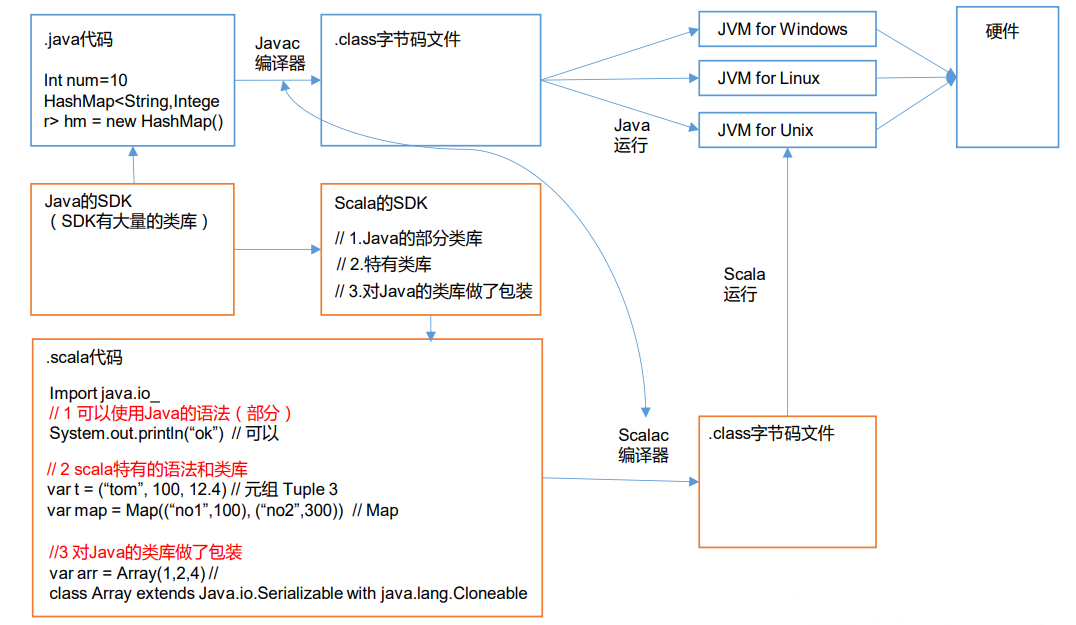 .java代码
Int num=10
HashMap<String,Intege
r> hm = new HashMap()
Javac
编译器
.class字节码文件
JVM for Windows
JVM for Linux
JVM for Unix
硬件
Java
运行
Java的SDK
（SDK有大量的类库）
Scala的SDK
// 1.Java的部分类库
// 2.特有类库
// 3.对Java的类库做了包装
Scala
运行
.scala代码
Import java.io_
// 1 可以使用Java的语法（部分）
System.out.println(“ok”) // 可以
// 2 scala特有的语法和类库
var t = (“tom”, 100, 12.4) // 元组 Tuple 3
var map = Map((“no1”,100), (“no2”,300)) // Map
//3 对Java的类库做了包装
var arr = Array(1,2,4) //
class Array extends Java.io.Serializable with java.lang.Cloneable
Scalac
编译器
.class字节码文件